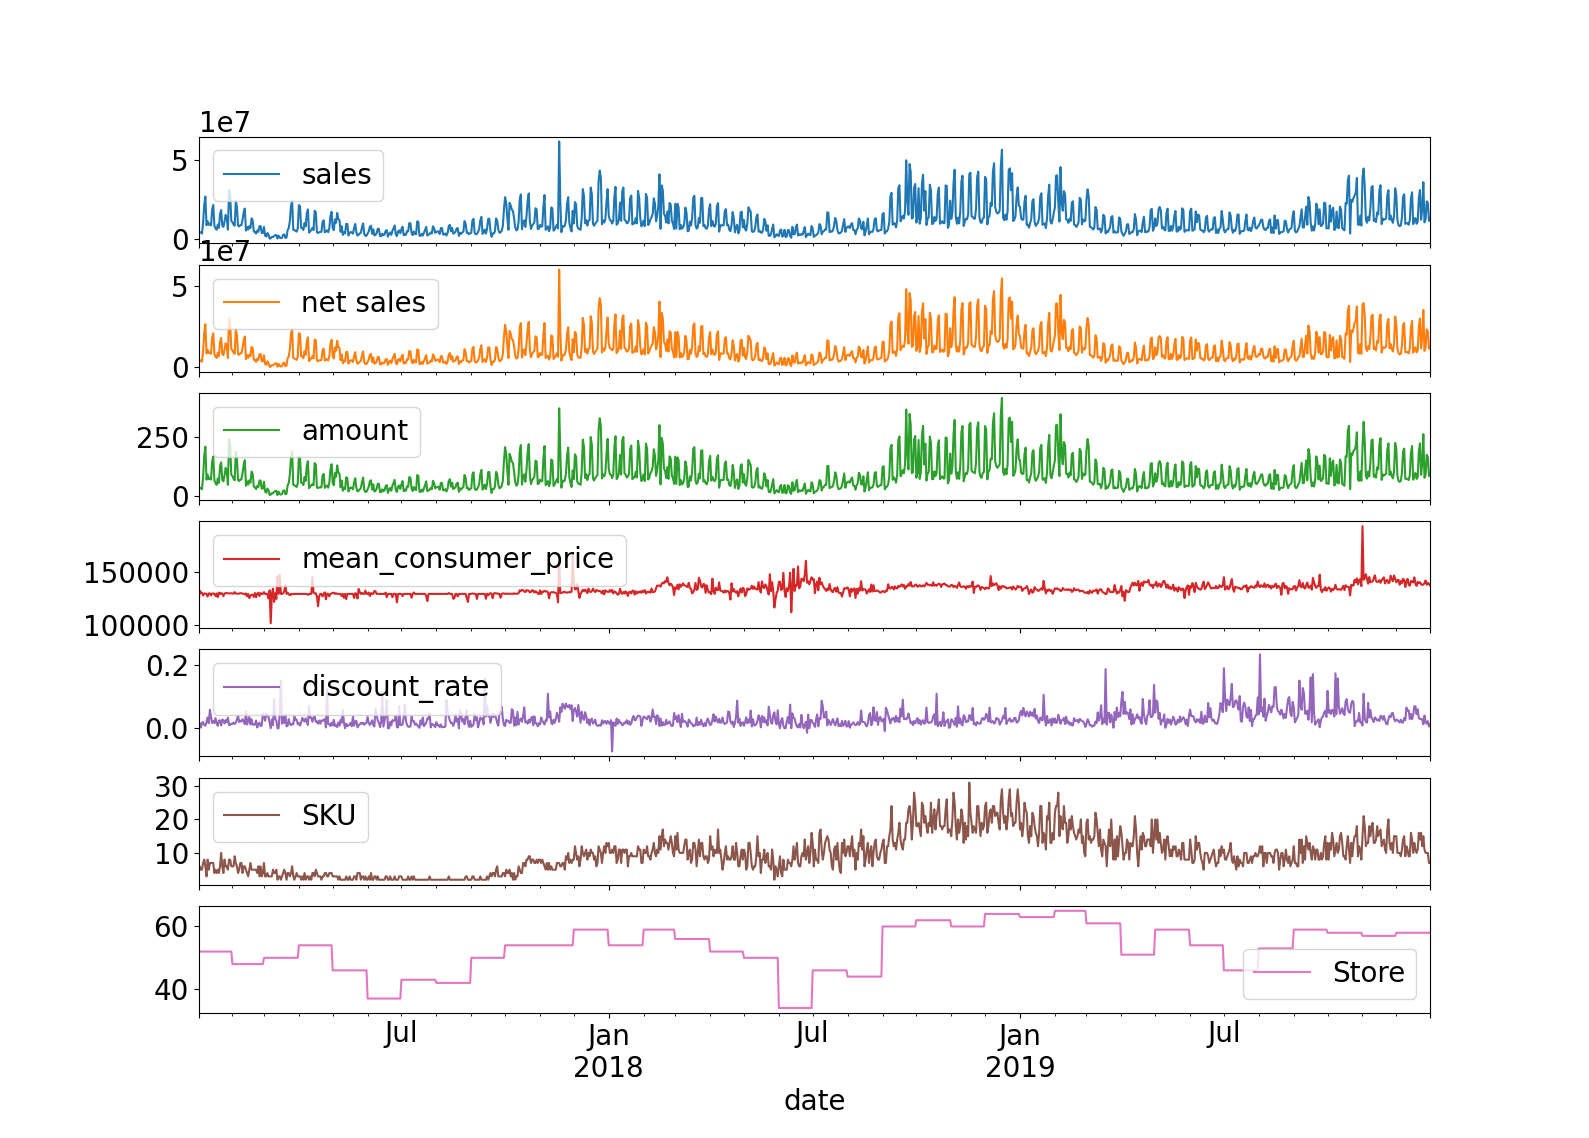 1e7
5
0
sales
1e7
5
0
net sales
250
0
amount
150000
100000
mean_consumer_price
0.2
0.0
discount_rate
30
20
10
SKU
60
40
Store
Jul Jan Jul Jan Jul
2018 2019
date